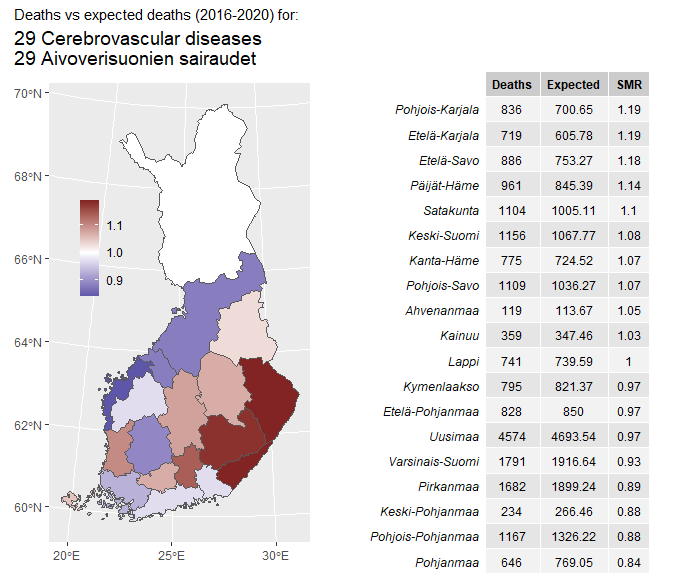 Deaths vs expected deaths (2016-2020) for:
29 Cerebrovascular diseases
29 Aivoverisuonien sairaudet
70°N
68°N
66°N
64°N
62°N
60°N
20°E 25°E 30°E
1.1
1.0
0.9
Deaths Expected SMR
Pohjois-Karjala 836 700.65 1.19
Etelä-Karjala 719 605.78 1.19
Etelä-Savo 886 753.27 1.18
Päijät-Häme 961 845.39 1.14
Satakunta 1104 1005.11 1.1
Keski-Suomi 1156 1067.77 1.08
Kanta-Häme 775 724.52 1.07
Pohjois-Savo 1109 1036.27 1.07
Ahvenanmaa 119 113.67 1.05
Kainuu 359 347.46 1.03
Lappi 741 739.59 1
Kymenlaakso 795 821.37 0.97
Etelä-Pohjanmaa 828 850 0.97
Uusimaa 4574 4693.54 0.97
Varsinais-Suomi 1791 1916.64 0.93
Pirkanmaa 1682 1899.24 0.89
Keski-Pohjanmaa 234 266.46 0.88
Pohjois-Pohjanmaa 1167 1326.22 0.88
Pohjanmaa 646 769.05 0.84